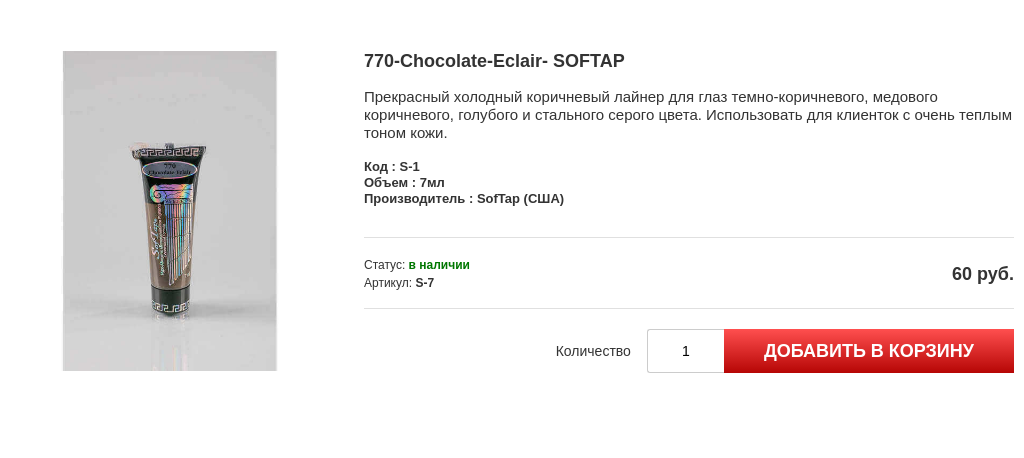 770-Chocolate-Eclair- SOFTAP
Прекрасный холодный коричневый лайнер для глаз темно-коричневого, медового
коричневого, голубого и стального серого цвета. Использовать для клиенток с очень теплым
тоном кожи.
Код : S-1
Объем : 7мл
Производитель : SofTap (США)
Статус: в наличии
Артикул: S-7
60 руб.
Количество
1
ДОБАВИТЬ В КОРЗИНУ
770
Chocolate Eclair